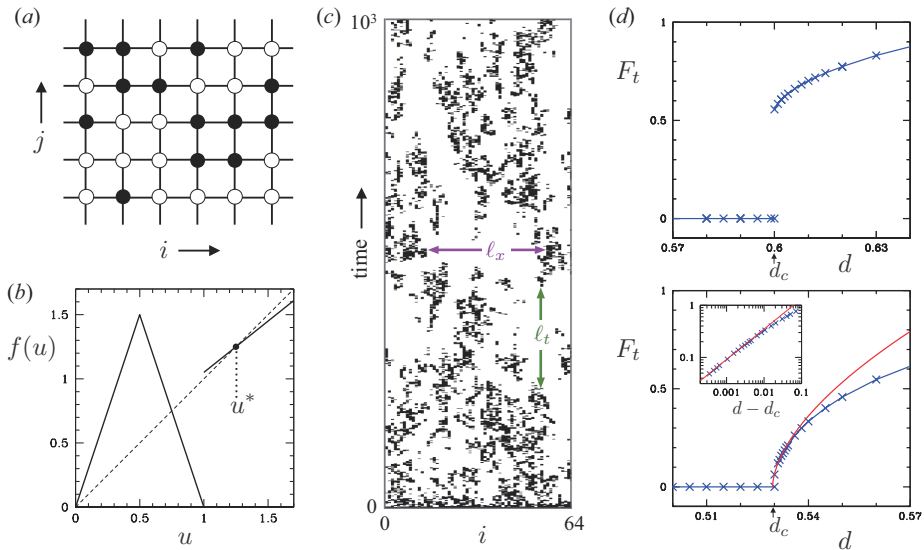 (a)
j
i
(b)
1.5
f(u)
1
0.5
0
0
0.5
1.0
1.5
u*
u
(c)
10³
time
ℓx
ℓt
0
0
i
64
(d)
1
Ft
0.5
0
0.57
0.6
0.63
dc
d
1
Ft
0.5
0
0.51
0.54
0.57
dc
d
1
0.1
0.001
0.01
0.1
d − dc